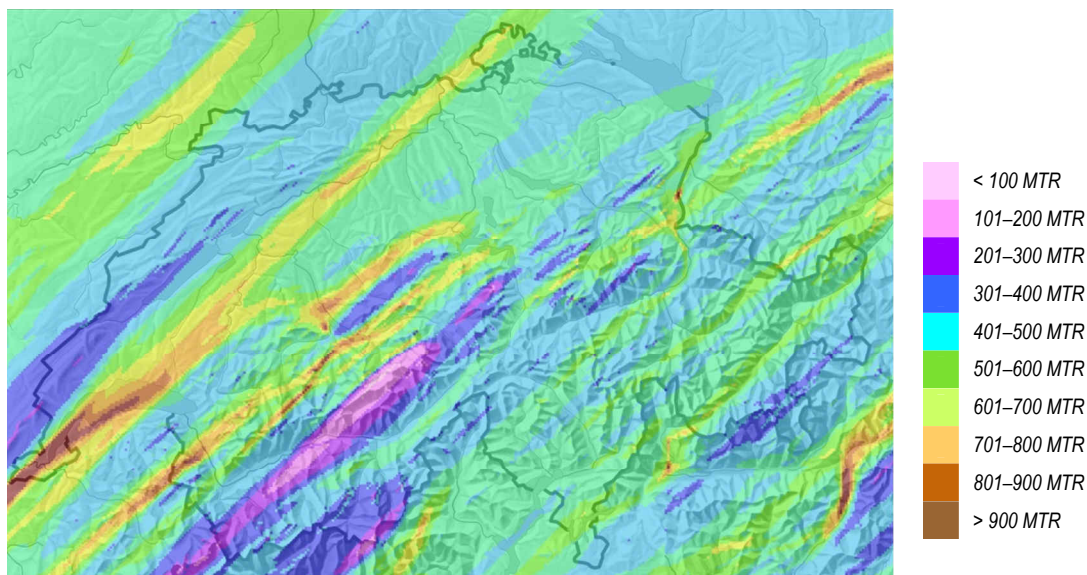 < 100 MTR
101–200 MTR
201–300 MTR
301–400 MTR
401–500 MTR
501–600 MTR
601–700 MTR
701–800 MTR
801–900 MTR
> 900 MTR